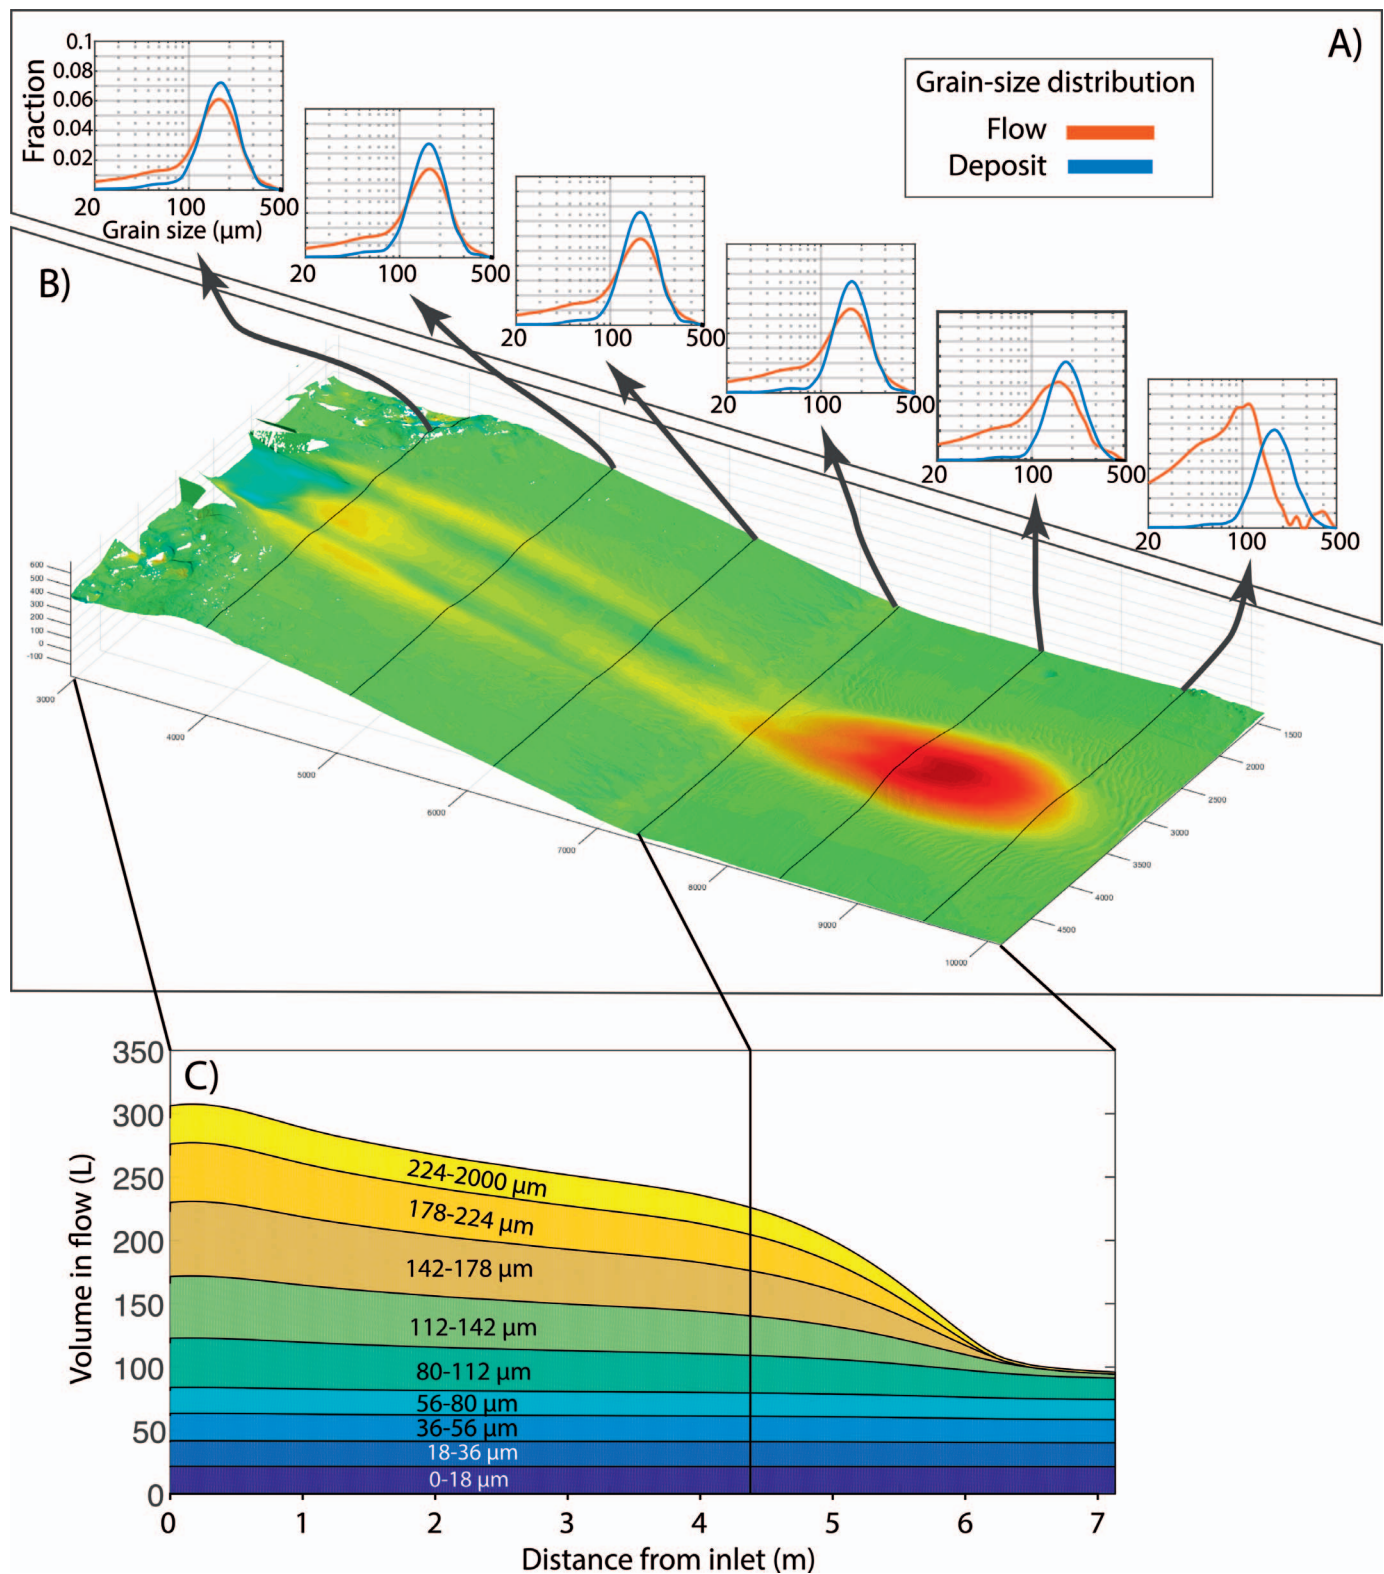 A)
Grain-size distribution
Flow
Deposit
Fraction
0.1
0.08
0.06
0.04
0.02
20 100 500
Grain size (µm)
20 100 500
20 100 500
20 100 500
20 100 500
20 100 500
B)
600
500
400
300
200
100
0
-100
3000
4000
5000
6000
7000
8000
9000
10000
1500
2000
2500
3000
3500
4000
4500
C)
Volume in flow (L)
350
300
250
200
150
100
50
0
224-2000 µm
178-224 µm
142-178 µm
112-142 µm
80-112 µm
56-80 µm
36-56 µm
18-36 µm
0-18 µm
0 1 2 3 4 5 6 7
Distance from inlet (m)